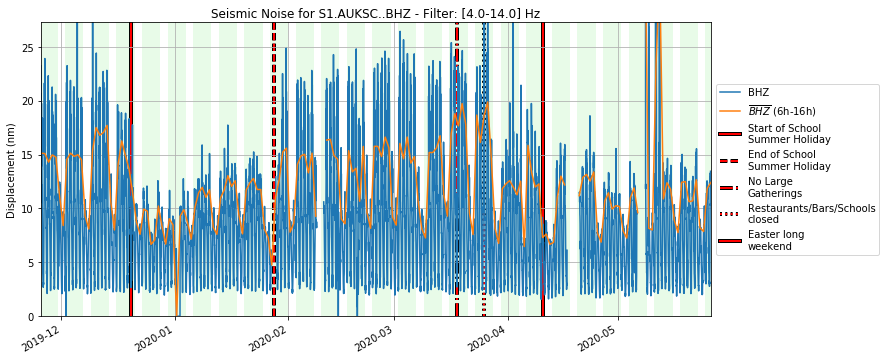 Seismic Noise for S1.AUKSC..BHZ - Filter: [4.0-14.0] Hz
Displacement (nm)
25
20
15
10
5
0
2019-12
2020-01
2020-02
2020-03
2020-04
2020-05
BHZ
BHZ (6h-16h)
Start of School
Summer Holiday
End of School
Summer Holiday
No Large
Gatherings
Restaurants/Bars/Schools
closed
Easter long
weekend